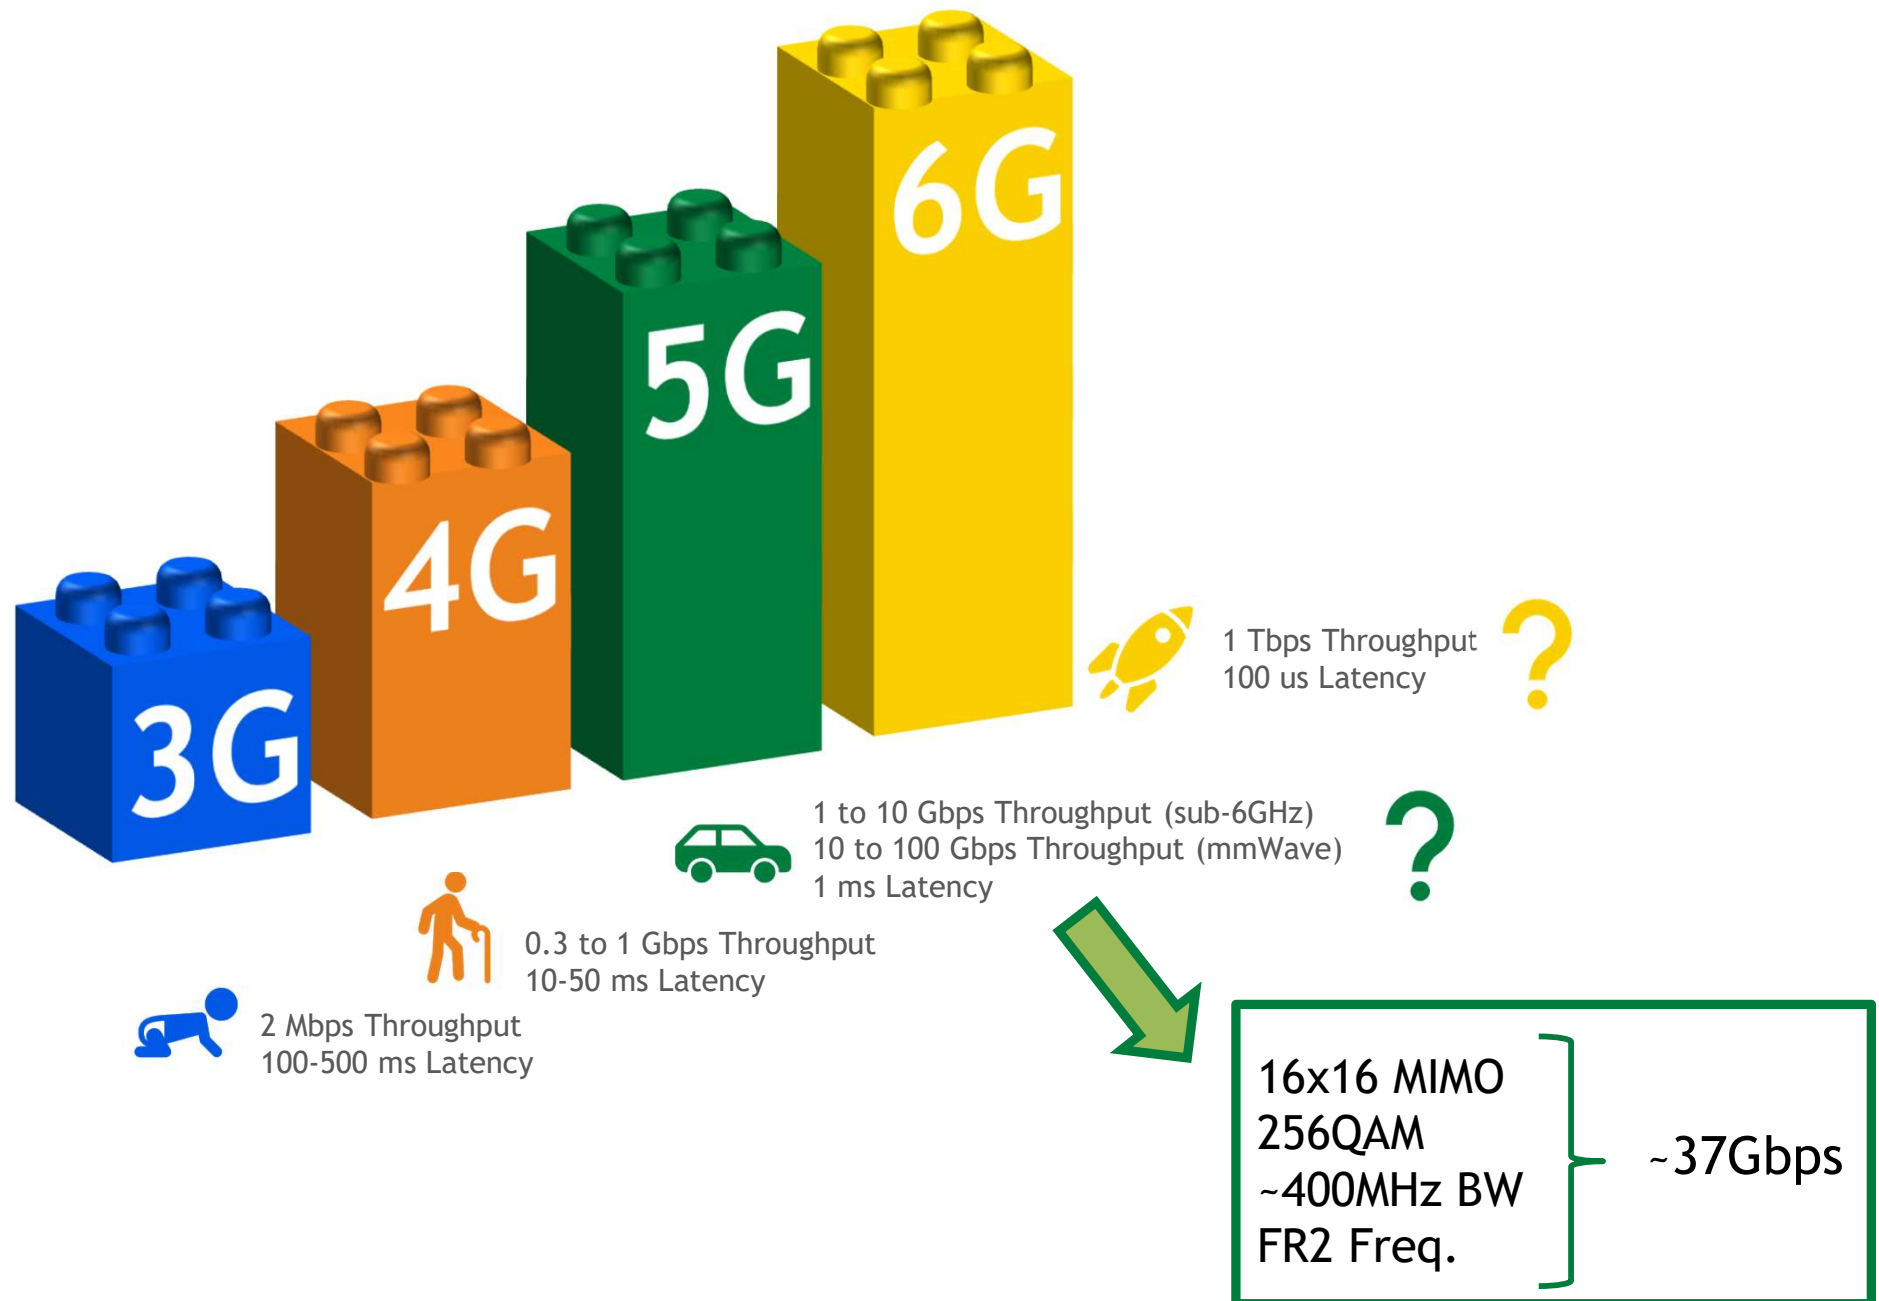 6G
5G
4G
3G
1 Tbps Throughput
100 us Latency
?
1 to 10 Gbps Throughput (sub-6GHz)
10 to 100 Gbps Throughput (mmWave)
1 ms Latency
?
0.3 to 1 Gbps Throughput
10-50 ms Latency
2 Mbps Throughput
100-500 ms Latency
16x16 MIMO
256QAM
~400MHz BW
FR2 Freq.
~37Gbps